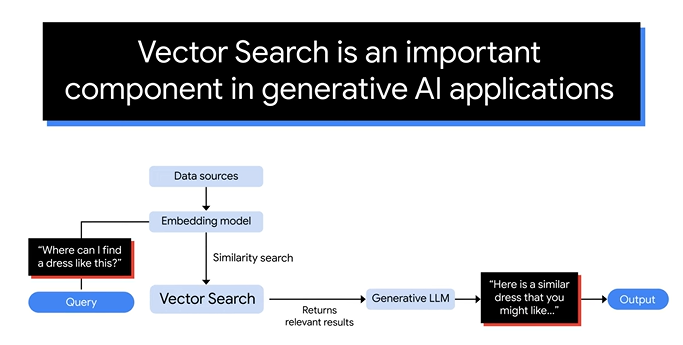 Vector Search is an important
component in generative AI applications
Data sources
Embedding model
“Where can I find
a dress like this?”
Similarity search
Query
Vector Search
Returns
relevant results
Generative LLM
“Here is a similar
dress that you
might like...”
Output